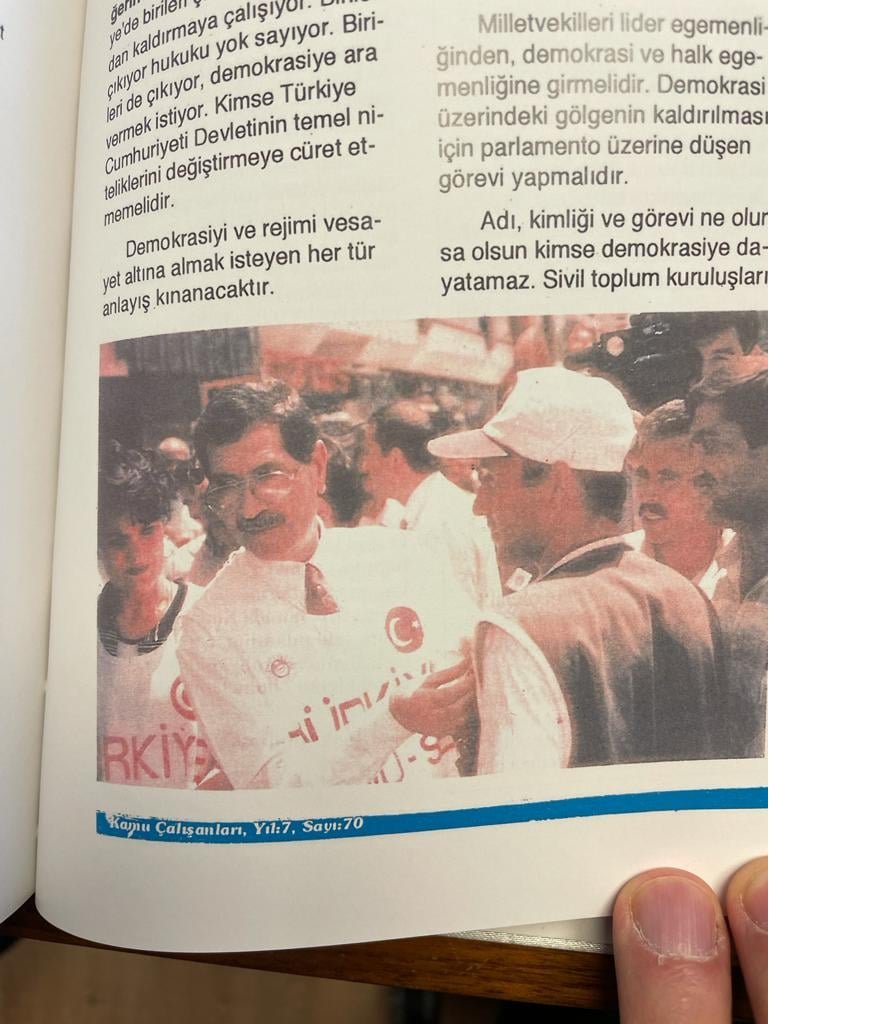 ye'de birilen
dan kaldırmaya çalışıyor.
çıkıyor hukuku yok sayıyor. Biri-
leri de çıkıyor, demokrasiye ara
vermek istiyor. Kimse Türkiye
Cumhuriyeti Devletinin temel ni-
teliklerini değiştirmeye cüret et-
memelidir.
Demokrasiyi ve rejimi vesa-
yet altına almak isteyen her tür
anlayış kınanacaktır.
Milletvekilleri lider egemenli-
ğinden, demokrasi ve halk ege-
menliğine girmelidir. Demokrasi
üzerindeki gölgenin kaldırılması
için parlamento üzerine düşen
görevi yapmalıdır.
Adı, kimliği ve görevi ne olur
sa olsun kimse demokrasiye da-
yatamaz. Sivil toplum kuruluşları
RKİY
Kamu Çalışanları, Yıl:7, Sayı:70